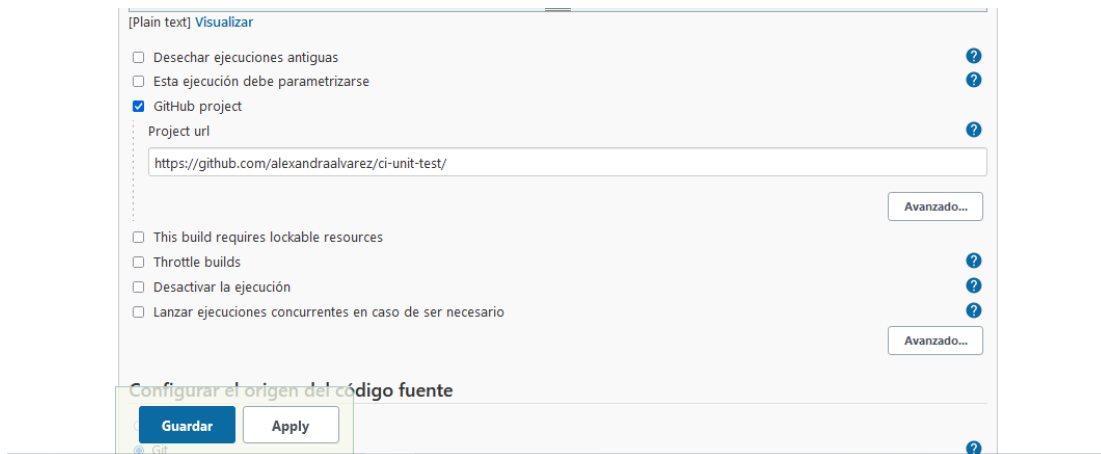 [Plain text] Visualizar
Desechar ejecuciones antiguas
Esta ejecución debe parametrizarse
GitHub project
Project url
https://github.com/alexandraalvarez/ci-unit-test/
Avanzado...
This build requires lockable resources
Throttle builds
Desactivar la ejecución
Lanzar ejecuciones concurrentes en caso de ser necesario
Avanzado...
Configurar el origen del código fuente
Guardar Apply
Git